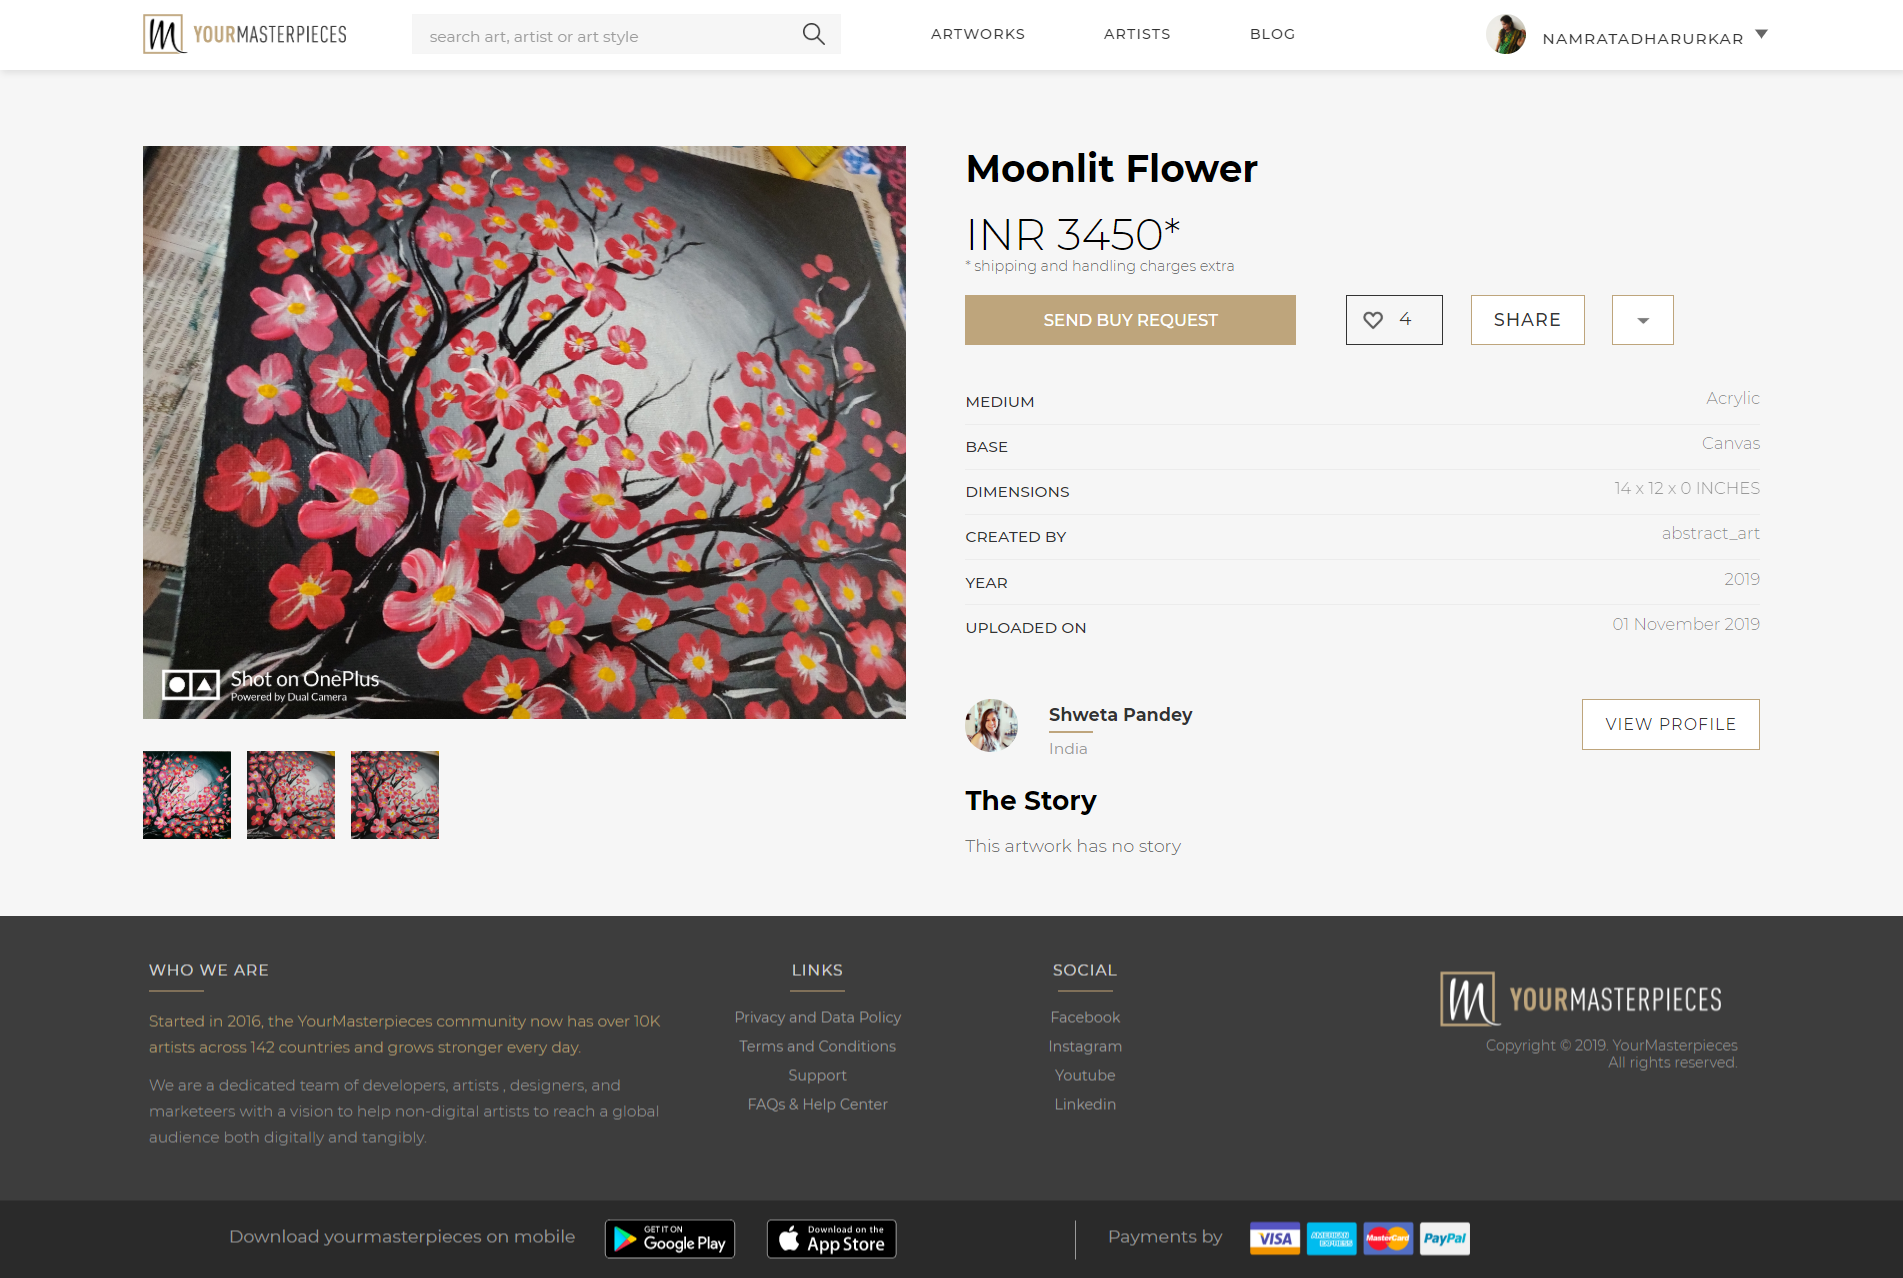 m YOURMASTERPIECES
search art, artist or art style
ARTWORKS
ARTISTS
BLOG
NAMRATADHARURKAR
Shot on OnePlus
Powered by Dual Camera
Moonlit Flower
INR 3450*
* shipping and handling charges extra
SEND BUY REQUEST
4
SHARE
MEDIUM Acrylic
BASE Canvas
DIMENSIONS 14 x 12 x 0 INCHES
CREATED BY abstract_art
YEAR 2019
UPLOADED ON 01 November 2019
Shweta Pandey
India
VIEW PROFILE
The Story
This artwork has no story
WHO WE ARE
Started in 2016, the YourMasterpieces community now has over 10K
artists across 142 countries and grows stronger every day.
We are a dedicated team of developers, artists , designers, and
marketeers with a vision to help non-digital artists to reach a global
audience both digitally and tangibly.
LINKS
Privacy and Data Policy
Terms and Conditions
Support
FAQs & Help Center
SOCIAL
Facebook
Instagram
Youtube
Linkedin
m YOURMASTERPIECES
Copyright © 2019. YourMasterpieces
All rights reserved.
Download yourmasterpieces on mobile
GET IT ON
Google Play
Download on the
App Store
Payments by
VISA
AMERICAN
EXPRESS
MasterCard
PayPal